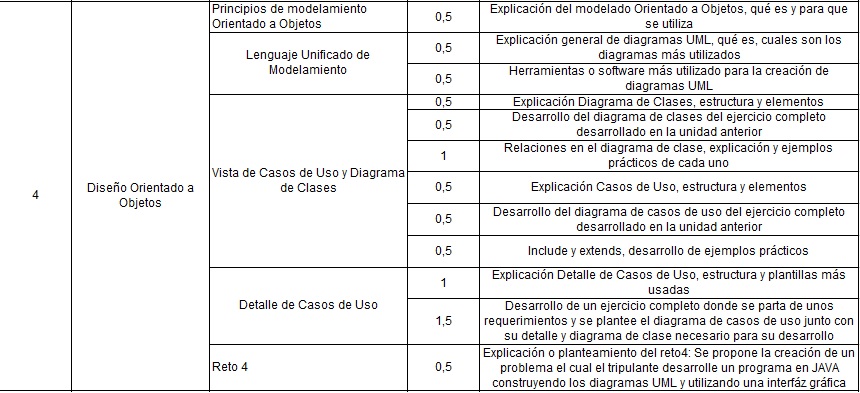 Principios de modelamiento
Orientado a Objetos
0,5
Explicación del modelado Orientado a Objetos, qué es y para que
se utiliza
Lenguaje Unificado de
Modelamiento
0,5
Explicación general de diagramas UML, qué es, cuales son los
diagramas más utilizados
0,5
Herramientas o software más utilizado para la creación de
diagramas UML
4
Diseño Orientado a
Objetos
Vista de Casos de Uso y Diagrama
de Clases
0,5
Explicación Diagrama de Clases, estructura y elementos
0,5
Desarrollo del diagrama de clases del ejercicio completo
desarrollado en la unidad anterior
1
Relaciones en el diagrama de clase, explicación y ejemplos
prácticos de cada uno
0,5
Explicación Casos de Uso, estructura y elementos
0,5
Desarrollo del diagrama de casos de uso del ejercicio completo
desarrollado en la unidad anterior
0,5
Include y extends, desarrollo de ejemplos prácticos
Detalle de Casos de Uso
1
Explicación Detalle de Casos de Uso, estructura y plantillas más
usadas
1,5
Desarrollo de un ejercicio completo donde se parta de unos
requerimientos y se plantee el diagrama de casos de uso junto con
su detalle y diagrama de clase necesario para su desarrollo
Reto 4
0,5
Explicación o planteamiento del reto4: Se propone la creación de un
problema el cual el tripulante desarrolle un programa en JAVA
construyendo los diagramas UML y utilizando una interfáz gráfica